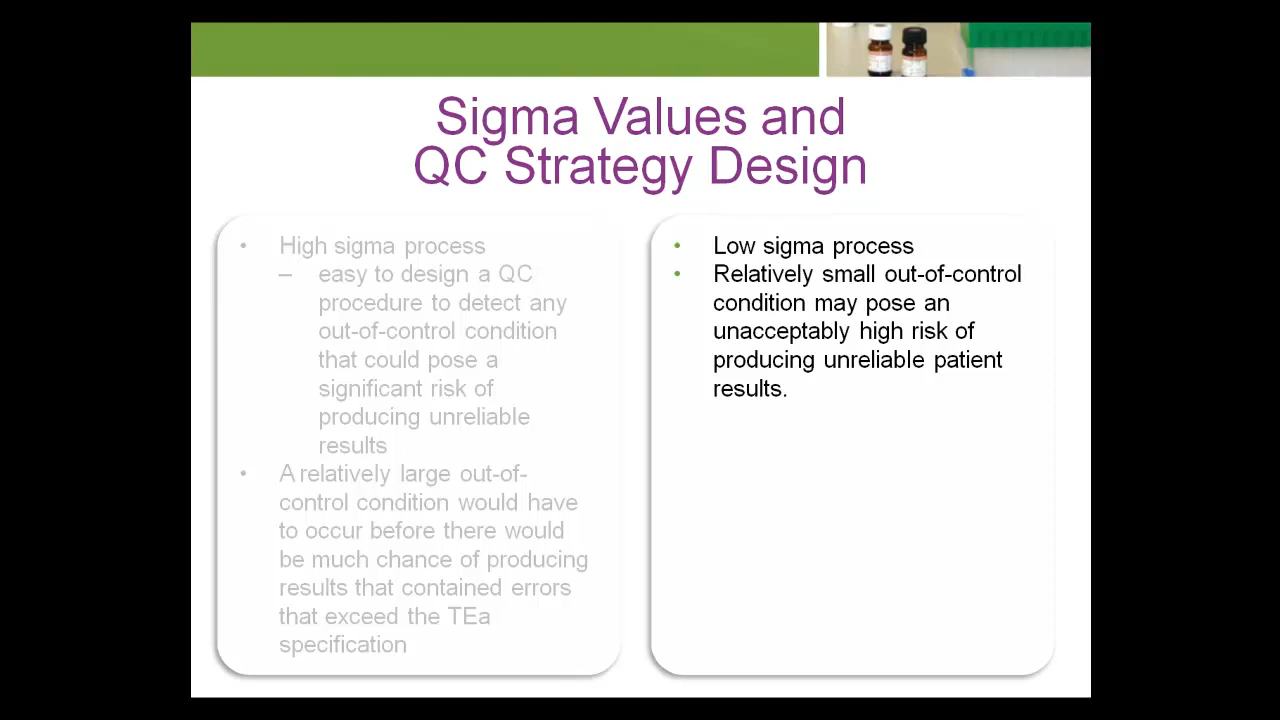 Sigma Values and
QC Strategy Design
• High sigma process
– easy to design a QC
procedure to detect any
out-of-control condition
that could pose a
significant risk of
producing unreliable
results
• A relatively large out-of-
control condition would have
to occur before there would
be much chance of producing
results that contained errors
that exceed the TEa
specification
• Low sigma process
• Relatively small out-of-control
condition may pose an
unacceptably high risk of
producing unreliable patient
results.